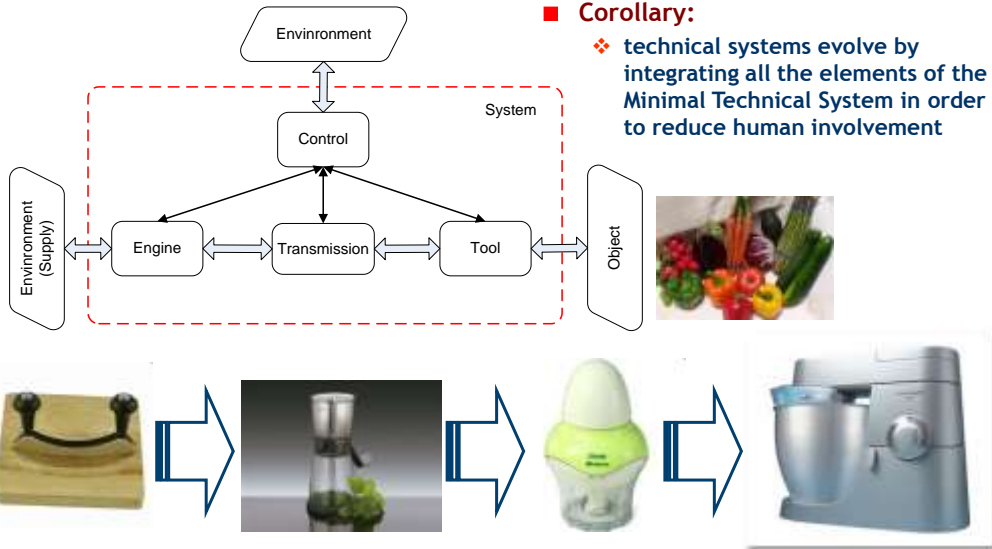 Envinronment
Corollary:
technical systems evolve by
integrating all the elements of the
Minimal Technical System in order
to reduce human involvement
System
Control
Envinronment
(Supply)
Engine
Transmission
Tool
Object